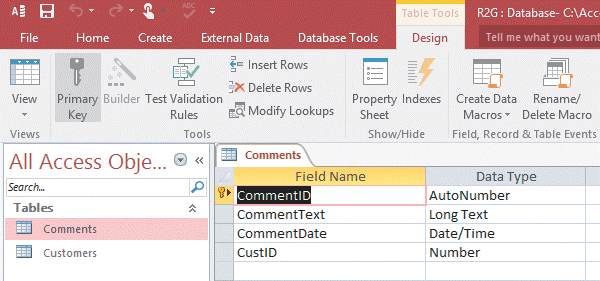 Table Tools
R2G : Database- C:\Acc
File
Home
Create
External Data
Database Tools
Design
Tell me what you want
View
Primary Key
Builder
Test Validation Rules
Insert Rows
Delete Rows
Modify Lookups
Property Sheet
Indexes
Create Data Macros
Rename/ Delete Macro
Views
Tools
Show/Hide
Field, Record & Table Events
All Access Obje...
Search...
Tables
Comments
Customers
Comments
Field Name Data Type
CommentID AutoNumber
CommentText Long Text
CommentDate Date/Time
CustID Number